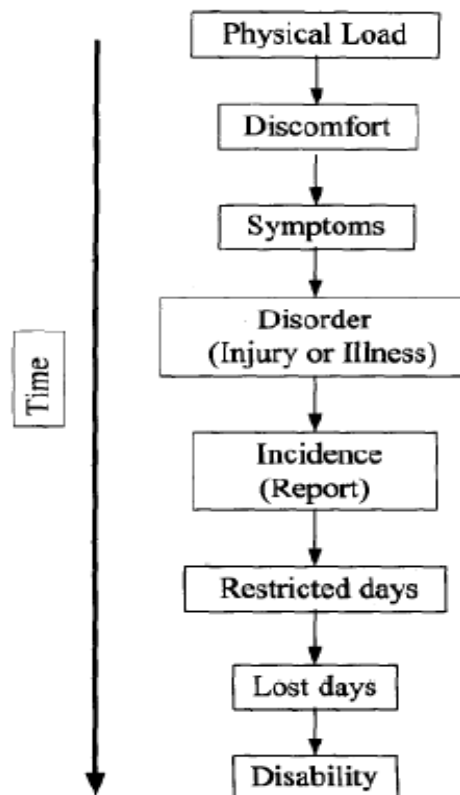 Physical Load
Discomfort
Symptoms
Disorder
(Injury or Illness)
Time
Incidence
(Report)
Restricted days
Lost days
Disability